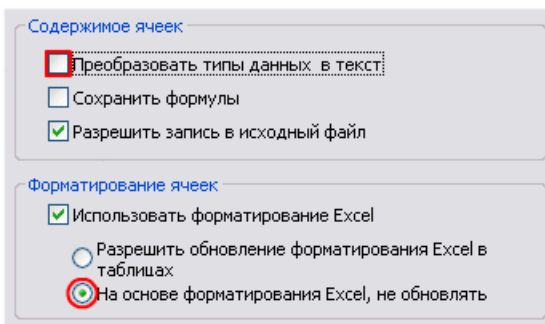 Содержимое ячеек
Преобразовать типы данных в текст
Сохранить формулы
Разрешить запись в исходный файл
Форматирование ячеек
Использовать форматирование Excel
Разрешить обновление форматирования Excel в
таблицах
На основе форматирования Excel, не обновлять